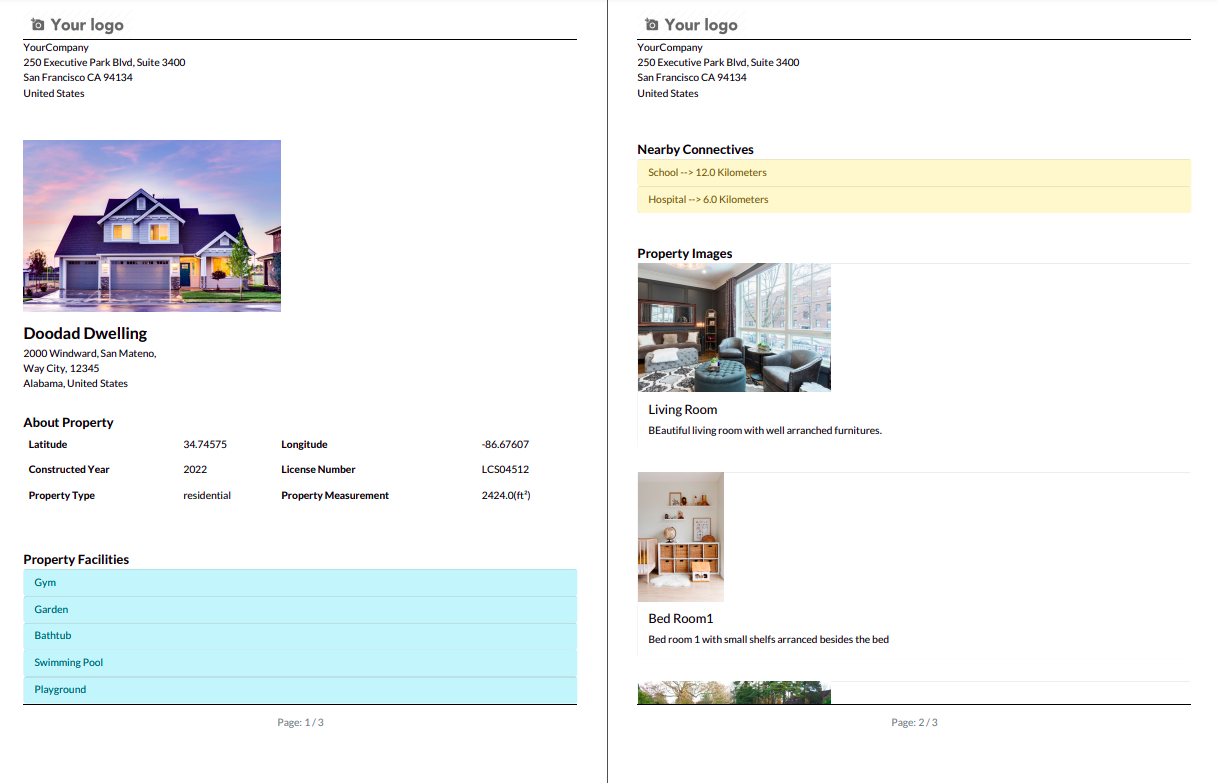 Your logo
YourCompany
250 Executive Park Blvd, Suite 3400
San Francisco CA 94134
United States
Doodad Dwelling
2000 Windward, San Mateno,
Way City, 12345
Alabama, United States
About Property
Latitude 34.74575 Longitude -86.67607
Constructed Year 2022 License Number LCS04512
Property Type residential Property Measurement 2424.0(ft²)
Property Facilities
Gym
Garden
Bathtub
Swimming Pool
Playground
Page: 1 / 3
Your logo
YourCompany
250 Executive Park Blvd, Suite 3400
San Francisco CA 94134
United States
Nearby Connectives
School --> 12.0 Kilometers
Hospital --> 6.0 Kilometers
Property Images
Living Room
BEautiful living room with well arranched furnitures.
Bed Room1
Bed room 1 with small shelfs arranced besides the bed
Page: 2 / 3